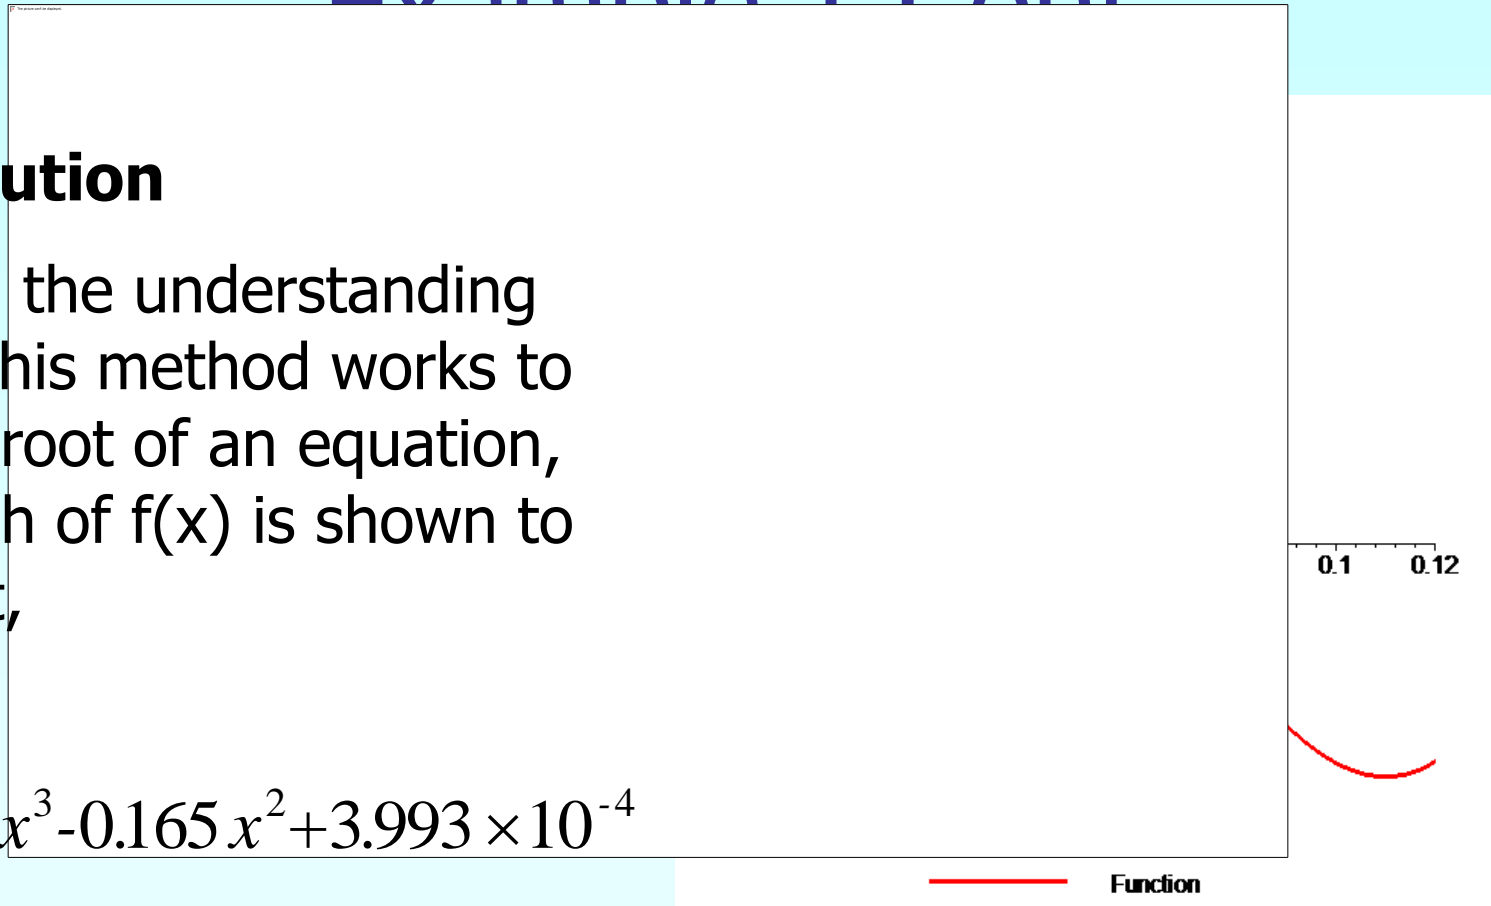 ution
the understanding
his method works to
root of an equation,
h of f(x) is shown to
t,
0.1 0.12
x³-0.165x²+3.993×10⁻⁴
Function